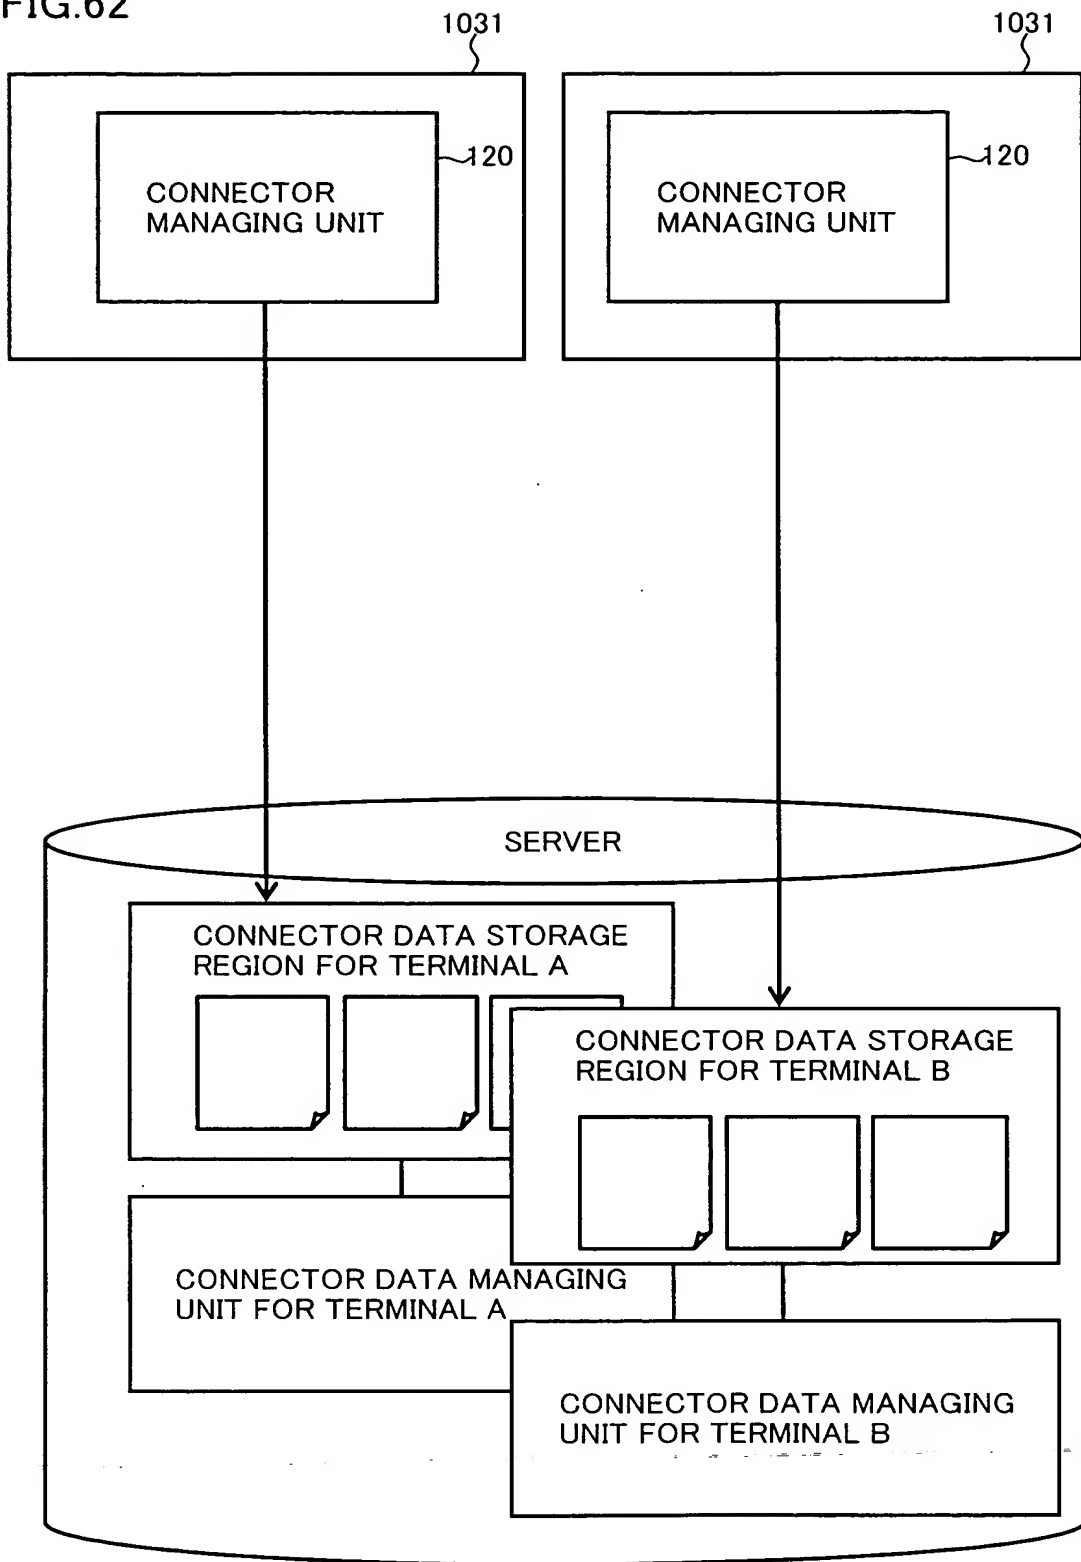 FIG.62
1031
1031
120
120
CONNECTOR
MANAGING UNIT
CONNECTOR
MANAGING UNIT
SERVER
CONNECTOR DATA STORAGE
REGION FOR TERMINAL A
CONNECTOR DATA STORAGE
REGION FOR TERMINAL B
CONNECTOR DATA MANAGING
UNIT FOR TERMINAL A
CONNECTOR DATA MANAGING
UNIT FOR TERMINAL B